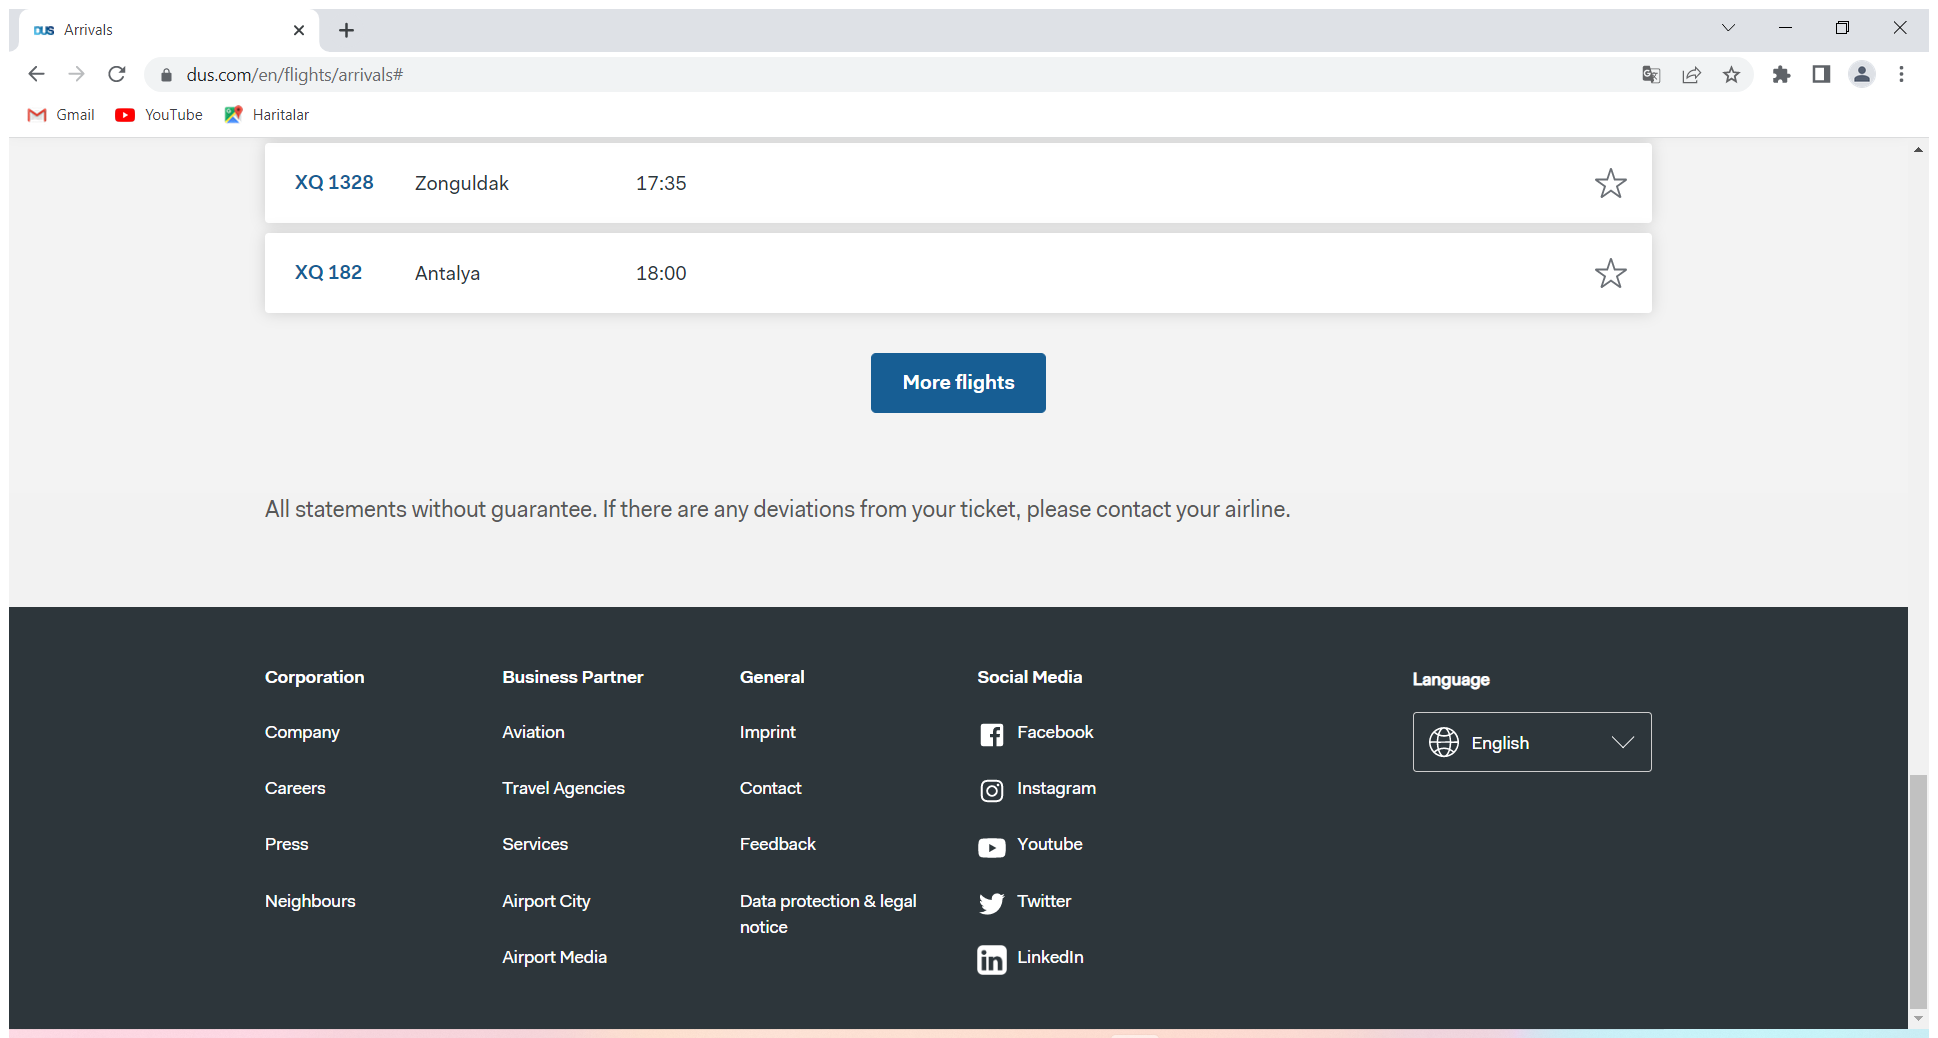 DUS Arrivals
dus.com/en/flights/arrivals#
Gmail YouTube Haritalar
XQ 1328 Zonguldak 17:35
XQ 182 Antalya 18:00
More flights
All statements without guarantee. If there are any deviations from your ticket, please contact your airline.
Corporation
Company
Careers
Press
Neighbours
Business Partner
Aviation
Travel Agencies
Services
Airport City
Airport Media
General
Imprint
Contact
Feedback
Data protection & legal
notice
Social Media
Facebook
Instagram
Youtube
Twitter
LinkedIn
Language
English